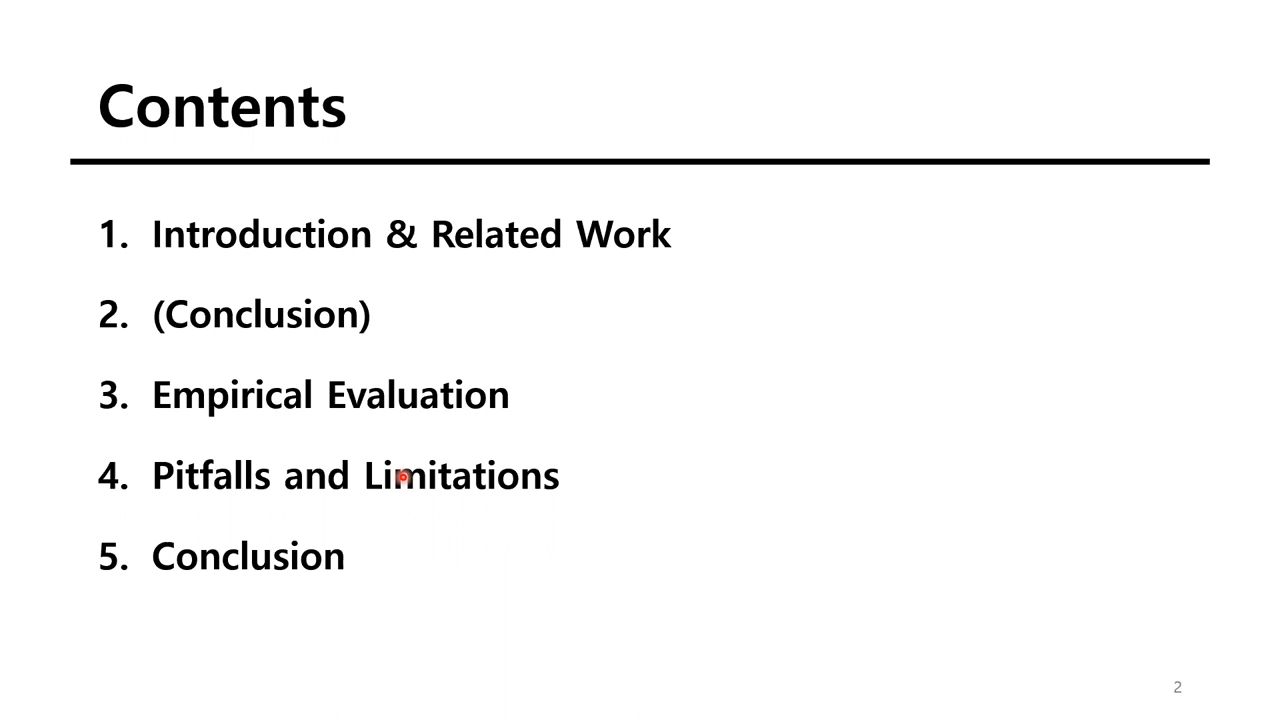 Contents
1. Introduction & Related Work
2. (Conclusion)
3. Empirical Evaluation
4. Pitfalls and Limitations
5. Conclusion
2